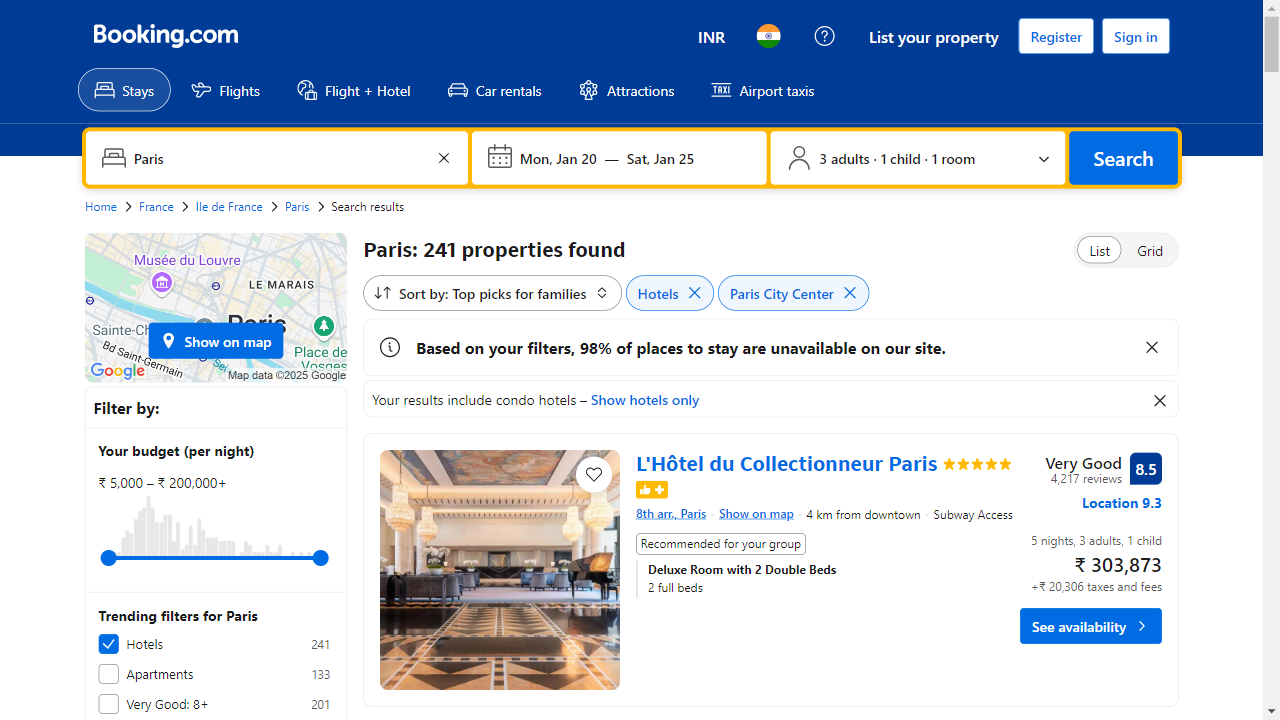 Booking.com
INR
List your property
Register
Sign in
Stays
Flights
Flight + Hotel
Car rentals
Attractions
TAXI Airport taxis
Paris
Mon, Jan 20 — Sat, Jan 25
3 adults · 1 child · 1 room
Search
Home > France > Ile de France > Paris > Search results
Musée du Louvre
LE MARAIS
Paris
Show on map
Place de
Bd Saint-Germain
Google
Map data ©2025 Google
Filter by:
Your budget (per night)
₹ 5,000 – ₹ 200,000+
Trending filters for Paris
Hotels 241
Apartments 133
Very Good: 8+ 201
Paris: 241 properties found
List
Grid
Sort by: Top picks for families
Hotels
Paris City Center
Based on your filters, 98% of places to stay are unavailable on our site.
Your results include condo hotels – Show hotels only
L'Hôtel du Collectionneur Paris
8th arr., Paris · Show on map · 4 km from downtown · Subway Access
Recommended for your group
Deluxe Room with 2 Double Beds
2 full beds
Very Good 8.5
4,217 reviews
Location 9.3
5 nights, 3 adults, 1 child
₹ 303,873
+₹ 20,306 taxes and fees
See availability